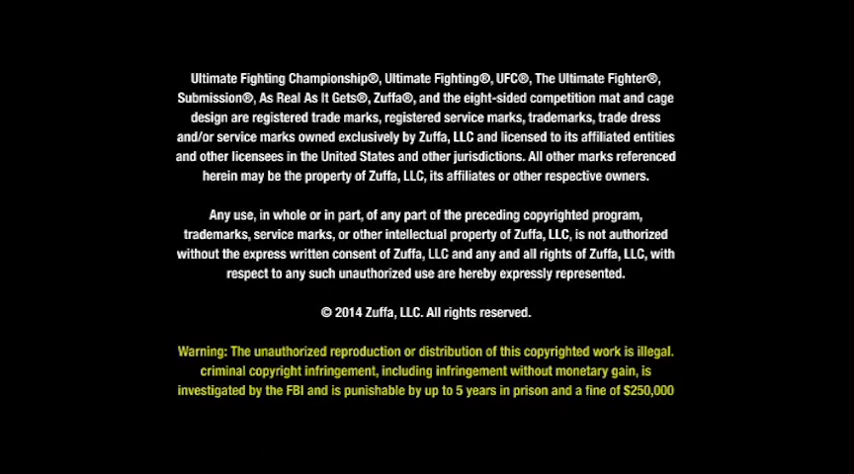 Ultimate Fighting Championship®, Ultimate Fighting®, UFC®, The Ultimate Fighter®,
Submission®, As Real As It Gets®, Zuffa®, and the eight-sided competition mat and cage
design are registered trade marks, registered service marks, trademarks, trade dress
and/or service marks owned exclusively by Zuffa, LLC and licensed to its affiliated entities
and other licensees in the United States and other jurisdictions. All other marks referenced
herein may be the property of Zuffa, LLC, its affiliates or other respective owners.
Any use, in whole or in part, of any part of the preceding copyrighted program,
trademarks, service marks, or other intellectual property of Zuffa, LLC, is not authorized
without the express written consent of Zuffa, LLC and any and all rights of Zuffa, LLC, with
respect to any such unauthorized use are hereby expressly represented.
© 2014 Zuffa, LLC. All rights reserved.
Warning: The unauthorized reproduction or distribution of this copyrighted work is illegal.
criminal copyright infringement, including infringement without monetary gain, is
investigated by the FBI and is punishable by up to 5 years in prison and a fine of $250,000